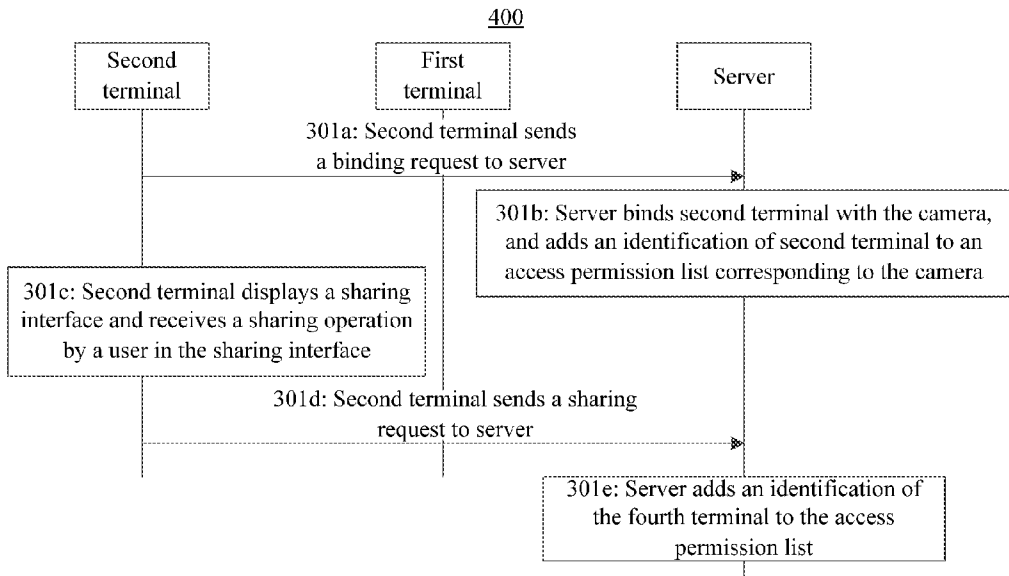 400
Second
terminal
First
terminal
Server
301a: Second terminal sends
a binding request to server
301b: Server binds second terminal with the camera,
and adds an identification of second terminal to an
access permission list corresponding to the camera
301c: Second terminal displays a sharing
interface and receives a sharing operation
by a user in the sharing interface
301d: Second terminal sends a sharing
request to server
301e: Server adds an identification of
the fourth terminal to the access
permission list